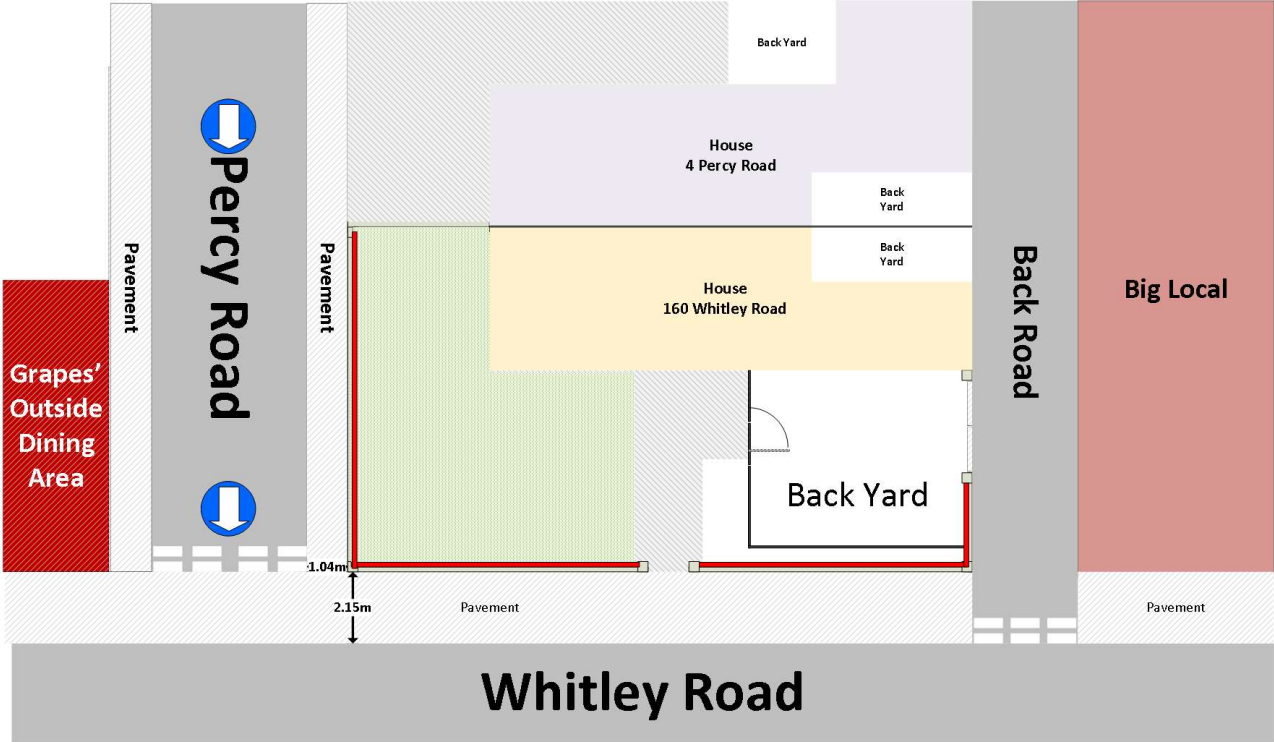 Back Yard
House
4 Percy Road
Back
Yard
Percy Road
Pavement
Pavement
Back
Yard
House
160 Whitley Road
Back Road
Big Local
Grapes’
Outside
Dining
Area
Back Yard
1.04m
2.15m
Pavement
Pavement
Whitley Road